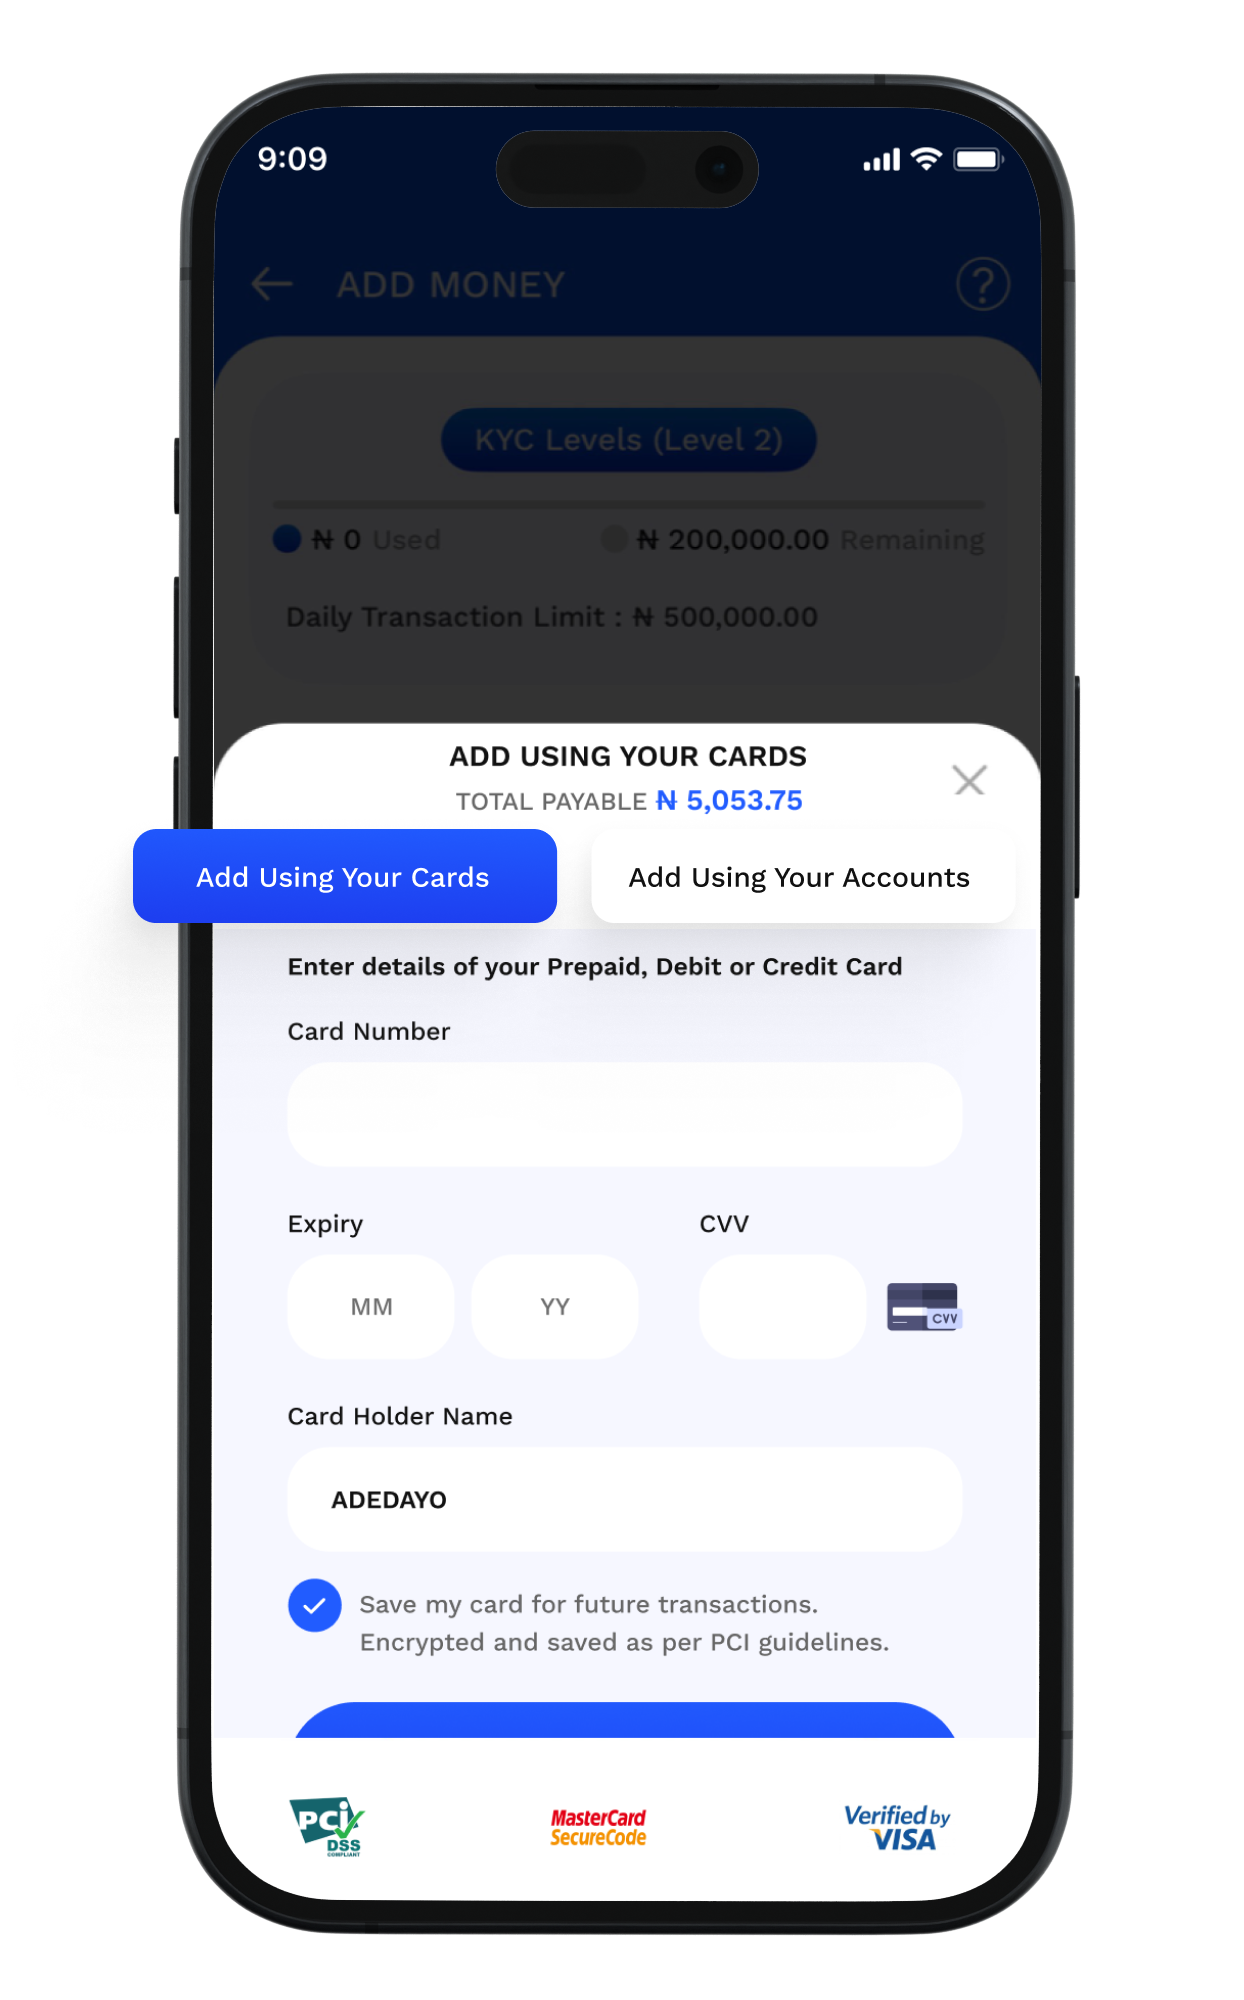 9:09
ADD MONEY
?
KYC Levels (Level 2)
₦ 0 Used
₦ 200,000.00 Remaining
Daily Transaction Limit : ₦ 500,000.00
ADD USING YOUR CARDS
TOTAL PAYABLE ₦ 5,053.75
Add Using Your Cards
Add Using Your Accounts
Enter details of your Prepaid, Debit or Credit Card
Card Number
Expiry
CVV
MM
YY
CVV
Card Holder Name
ADEDAYO
Save my card for future transactions.
Encrypted and saved as per PCI guidelines.
PCi
DSS
COMPLIANT
MasterCard
SecureCode
Verified by
VISA